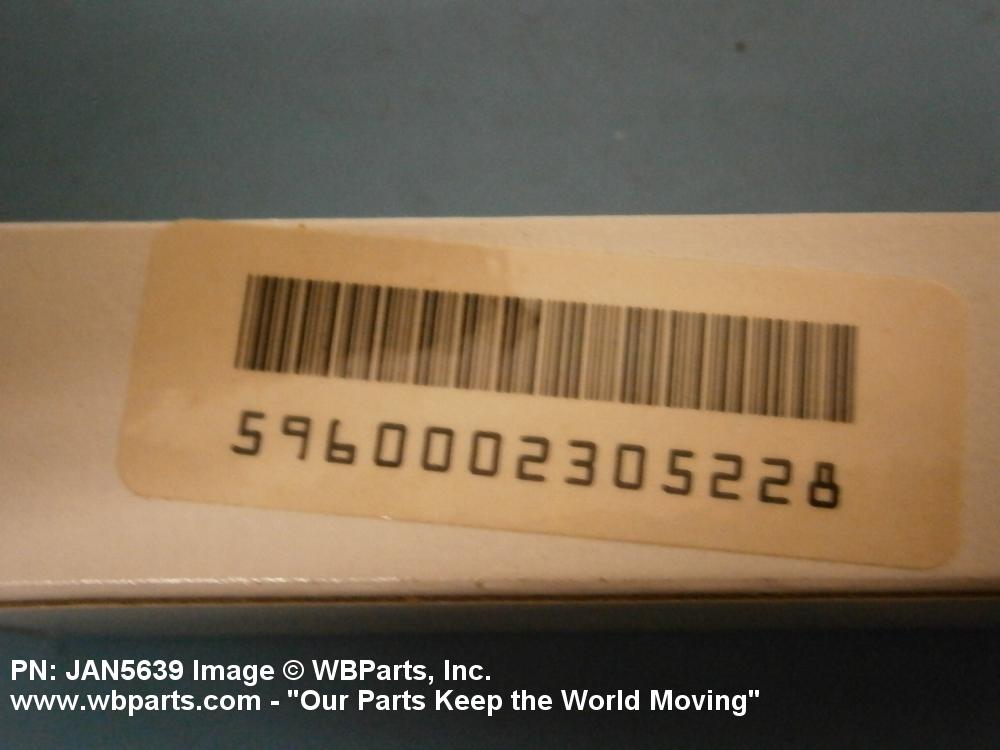 5960002305228
PN: JAN5639 Image © WBParts, Inc.
www.wbparts.com - "Our Parts Keep the World Moving"